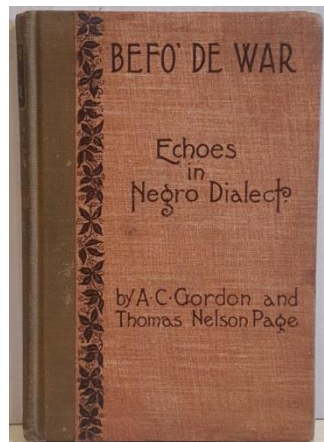 BEFO' DE WAR
Echoes
in
Negro Dialect.
by A·C·Gordon and
Thomas Nelson Page